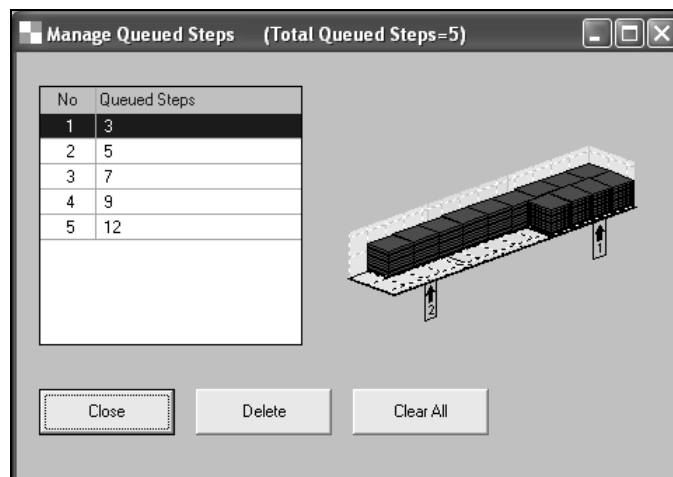 Manage Queued Steps (Total Queued Steps=5)
No Queued Steps
1 3
2 5
3 7
4 9
5 12
1
2
Close Delete Clear All